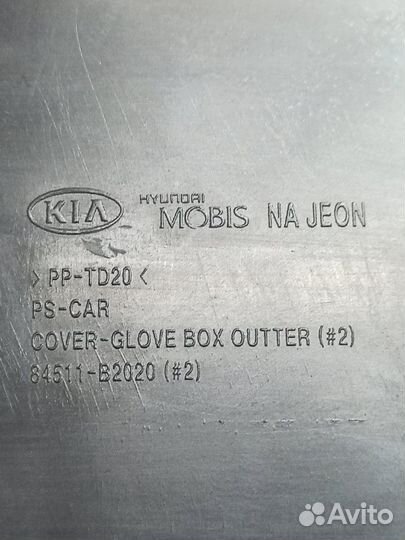 KIA HYUNDAI MOBIS NA JEON
> PP-TD20 <
PS-CAR
COVER-GLOVE BOX OUTTER (#2)
84511-B2020 (#2)
Avito